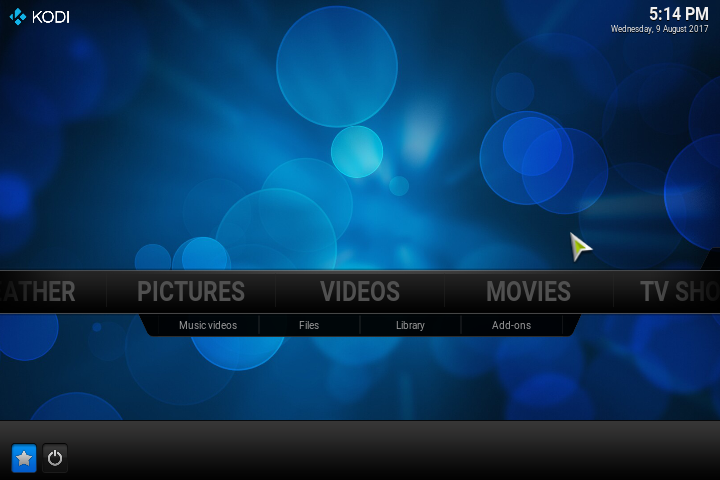 KODI
5:14 PM
Wednesday, 9 August 2017
EATHER PICTURES VIDEOS MOVIES TV SHO
Music videos Files Library Add-ons